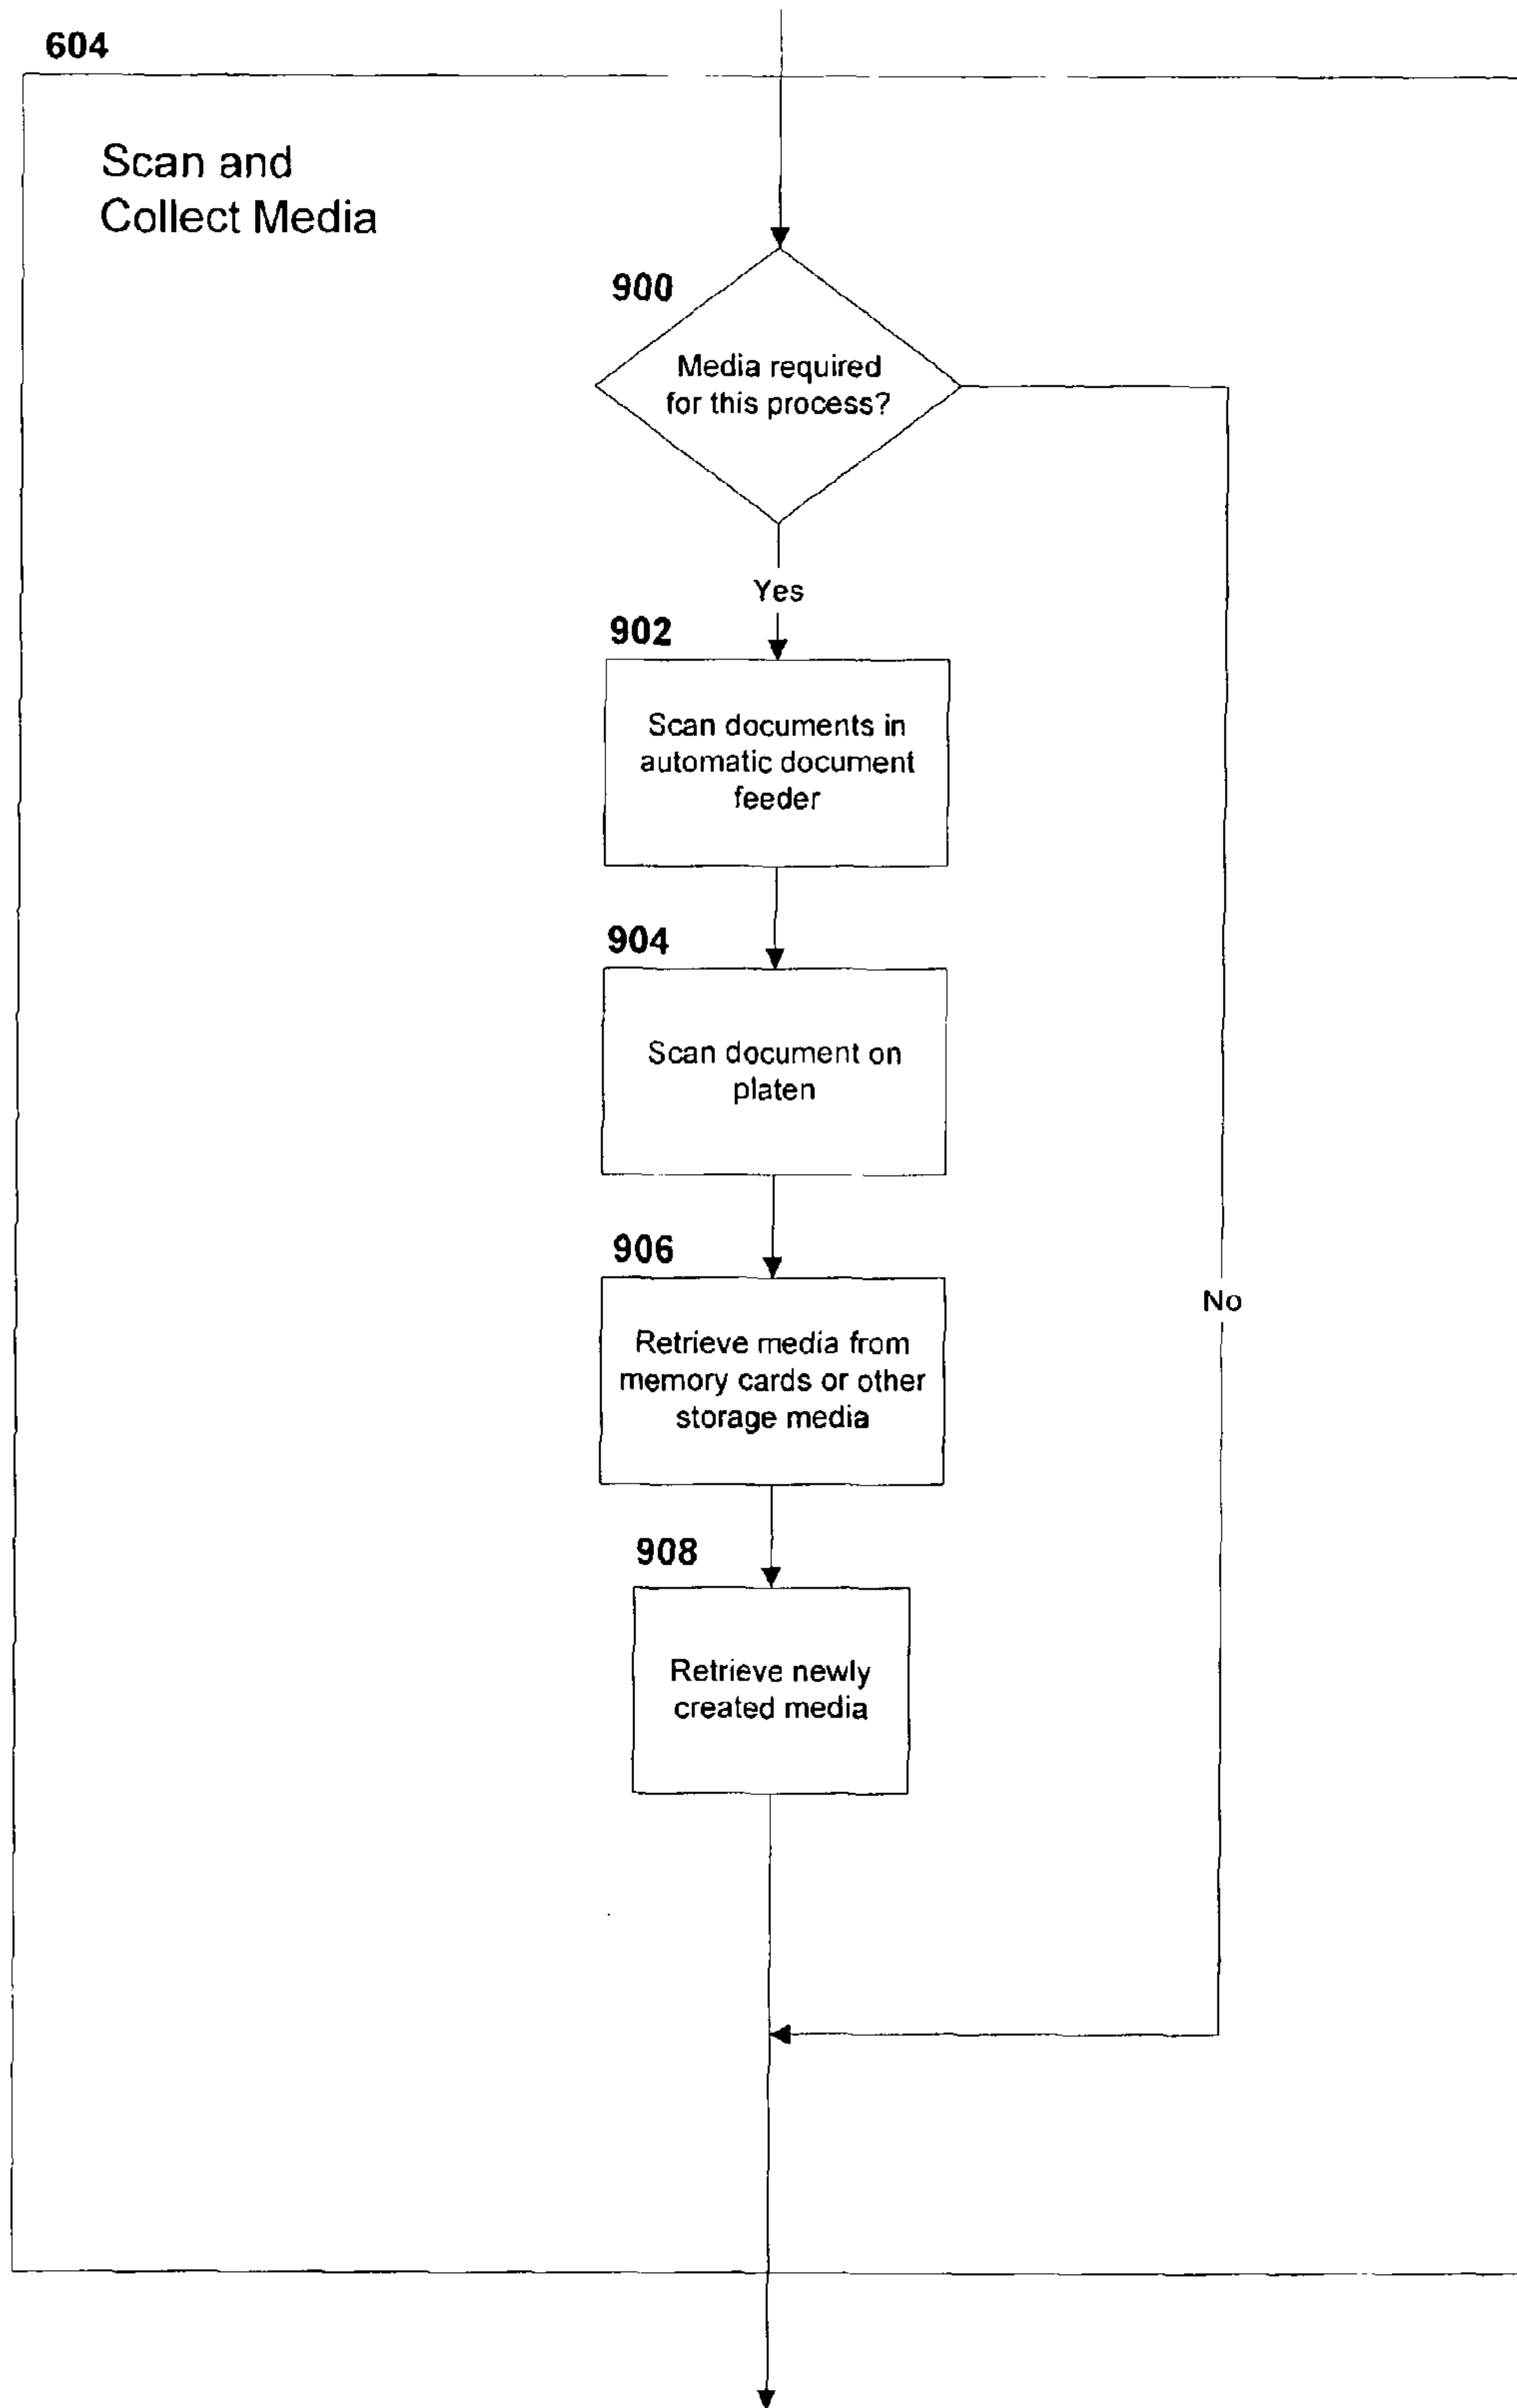 604
Scan and
Collect Media
900
Media required
for this process?
Yes
902
Scan documents in
automatic document
feeder
904
Scan document on
platen
906
Retrieve media from
memory cards or other
storage media
No
908
Retrieve newly
created media